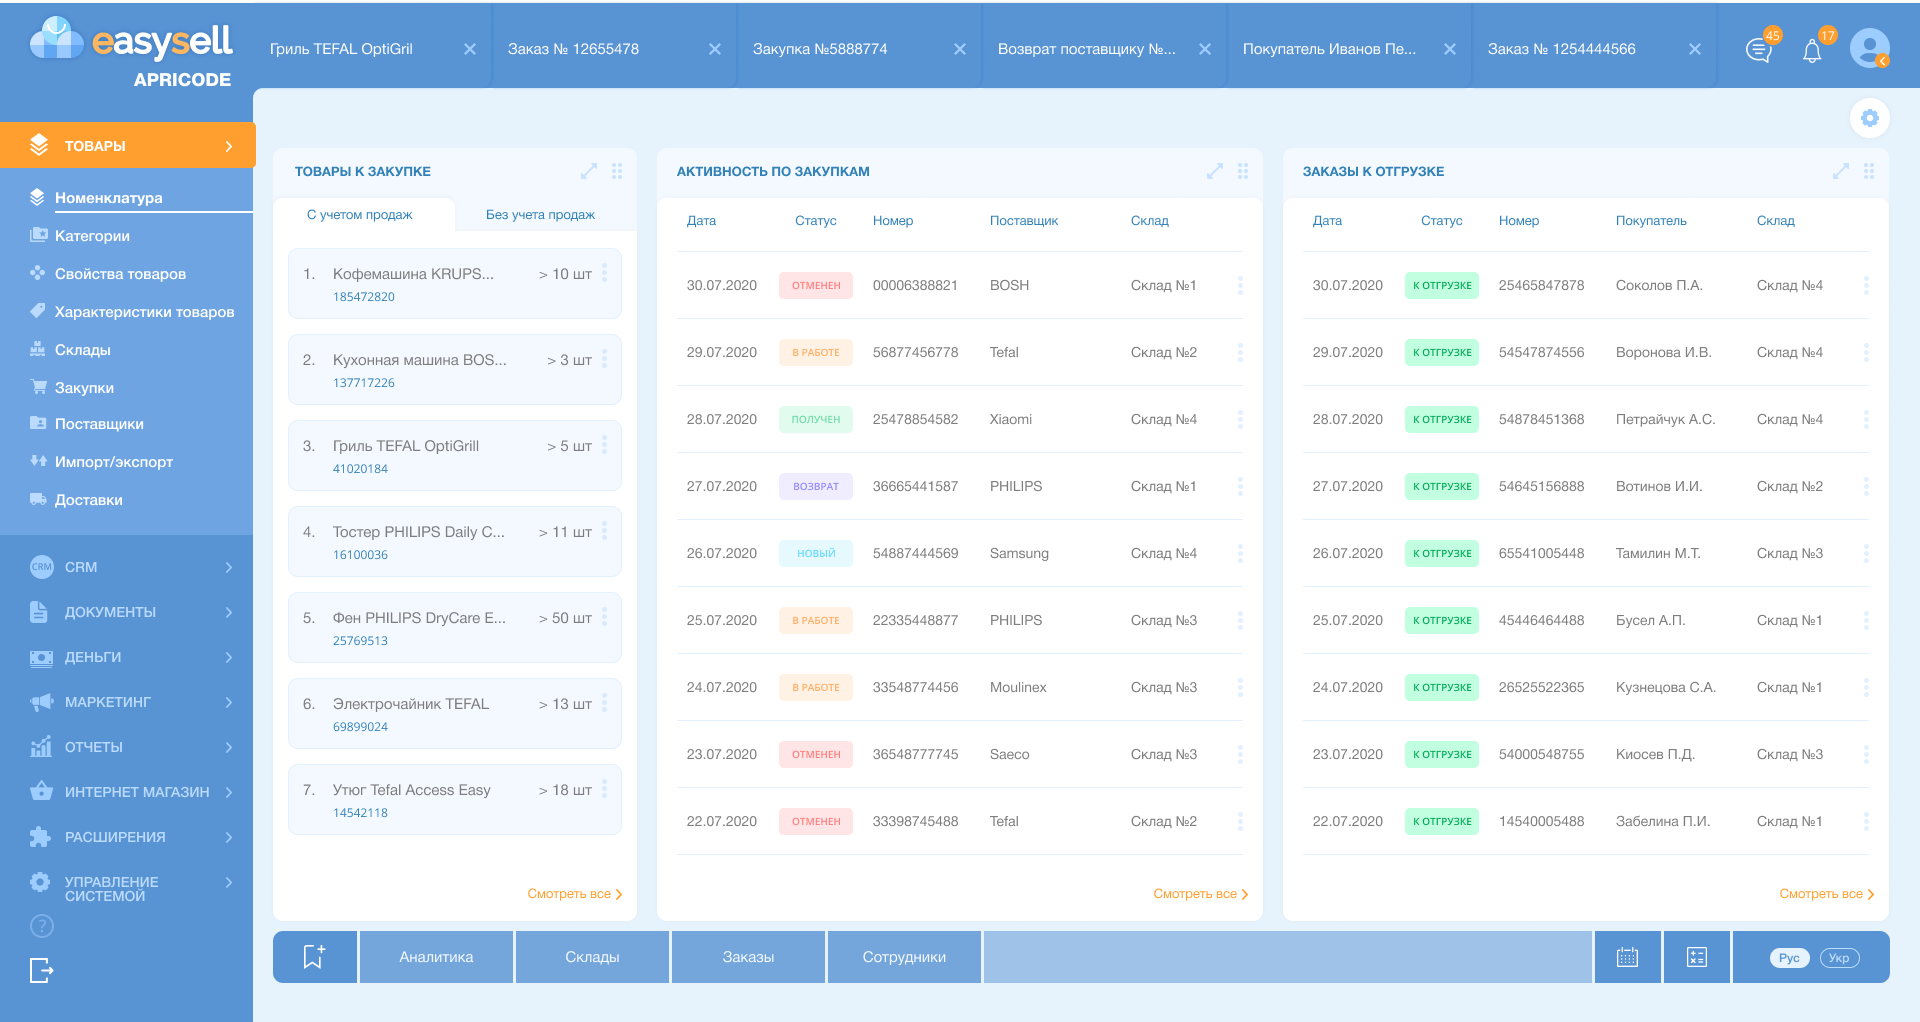 easysell
APRICODE
Гриль TEFAL OptiGril
Заказ № 12655478
Закупка №5888774
Возврат поставщику №...
Покупатель Иванов Пе...
Заказ № 1254444566
45
17
ТОВАРЫ
Номенклатура
Категории
Свойства товаров
Характеристики товаров
Склады
Закупки
Поставщики
Импорт/экспорт
Доставки
CRM CRM
ДОКУМЕНТЫ
ДЕНЬГИ
МАРКЕТИНГ
ОТЧЕТЫ
ИНТЕРНЕТ МАГАЗИН
РАСШИРЕНИЯ
УПРАВЛЕНИЕ
СИСТЕМОЙ
?
ТОВАРЫ К ЗАКУПКЕ
С учетом продаж Без учета продаж
1. Кофемашина KRUPS... > 10 шт
185472820
2. Кухонная машина BOS... > 3 шт
137717226
3. Гриль TEFAL OptiGrill > 5 шт
41020184
4. Тостер PHILIPS Daily C... > 11 шт
16100036
5. Фен PHILIPS DryCare E... > 50 шт
25769513
6. Электрочайник TEFAL > 13 шт
69899024
7. Утюг Tefal Access Easy > 18 шт
14542118
Смотреть все
АКТИВНОСТЬ ПО ЗАКУПКАМ
Дата Статус Номер Поставщик Склад
30.07.2020 ОТМЕНЕН 00006388821 BOSH Склад №1
29.07.2020 В РАБОТЕ 56877456778 Tefal Склад №2
28.07.2020 ПОЛУЧЕН 25478854582 Xiaomi Склад №4
27.07.2020 ВОЗВРАТ 36665441587 PHILIPS Склад №1
26.07.2020 НОВЫЙ 54887444569 Samsung Склад №4
25.07.2020 В РАБОТЕ 22335448877 PHILIPS Склад №3
24.07.2020 В РАБОТЕ 33548774456 Moulinex Склад №3
23.07.2020 ОТМЕНЕН 36548777745 Saeco Склад №3
22.07.2020 ОТМЕНЕН 33398745488 Tefal Склад №2
Смотреть все
ЗАКАЗЫ К ОТГРУЗКЕ
Дата Статус Номер Покупатель Склад
30.07.2020 К ОТГРУЗКЕ 25465847878 Соколов П.А. Склад №4
29.07.2020 К ОТГРУЗКЕ 54547874556 Воронова И.В. Склад №4
28.07.2020 К ОТГРУЗКЕ 54878451368 Петрайчук А.С. Склад №4
27.07.2020 К ОТГРУЗКЕ 54645156888 Вотинов И.И. Склад №2
26.07.2020 К ОТГРУЗКЕ 65541005448 Тамилин М.Т. Склад №3
25.07.2020 К ОТГРУЗКЕ 45446464488 Бусел А.П. Склад №1
24.07.2020 К ОТГРУЗКЕ 26525522365 Кузнецова С.А. Склад №1
23.07.2020 К ОТГРУЗКЕ 54000548755 Киосев П.Д. Склад №3
22.07.2020 К ОТГРУЗКЕ 14540005488 Забелина П.И. Склад №1
Смотреть все
Аналитика
Склады
Заказы
Сотрудники
Рус Укр